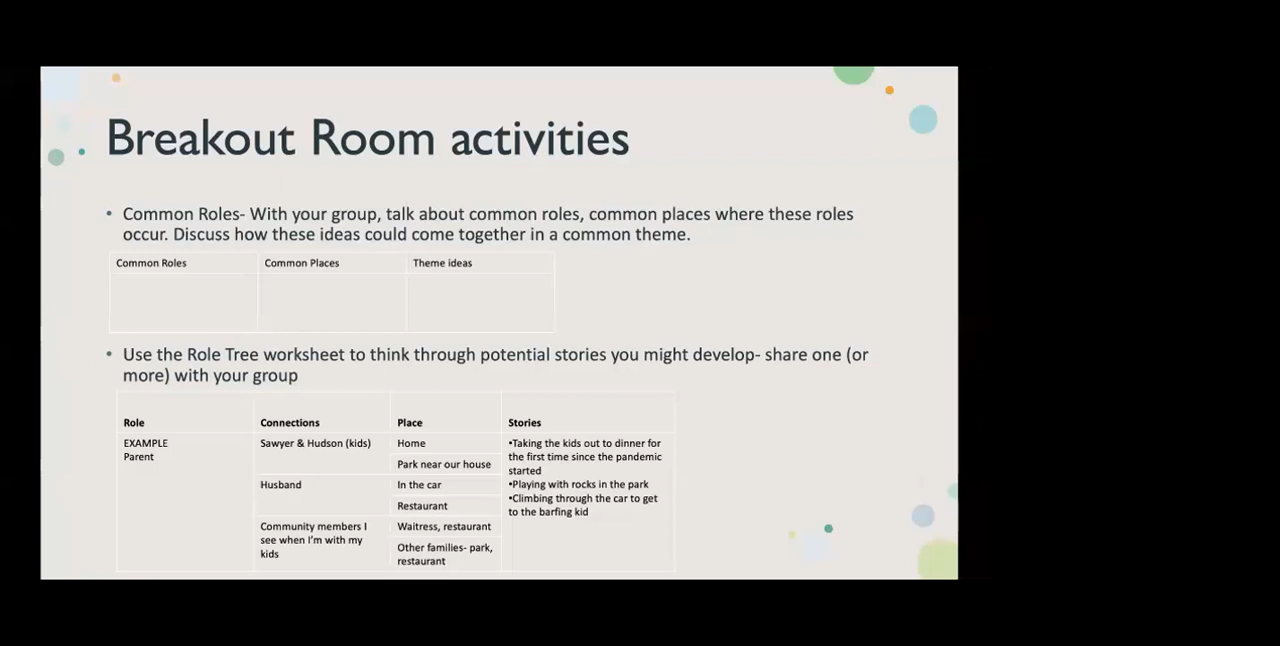 Breakout Room activities
• Common Roles- With your group, talk about common roles, common places where these roles
occur. Discuss how these ideas could come together in a common theme.
Common Roles Common Places Theme ideas
• Use the Role Tree worksheet to think through potential stories you might develop- share one (or
more) with your group
Role Connections Place Stories
EXAMPLE
Parent
Sawyer & Hudson (kids)
Home
Park near our house
Husband
In the car
Restaurant
Community members I
see when I'm with my
kids
Waitress, restaurant
Other families- park,
restaurant
•Taking the kids out to dinner for
the first time since the pandemic
started
•Playing with rocks in the park
•Climbing through the car to get
to the barfing kid